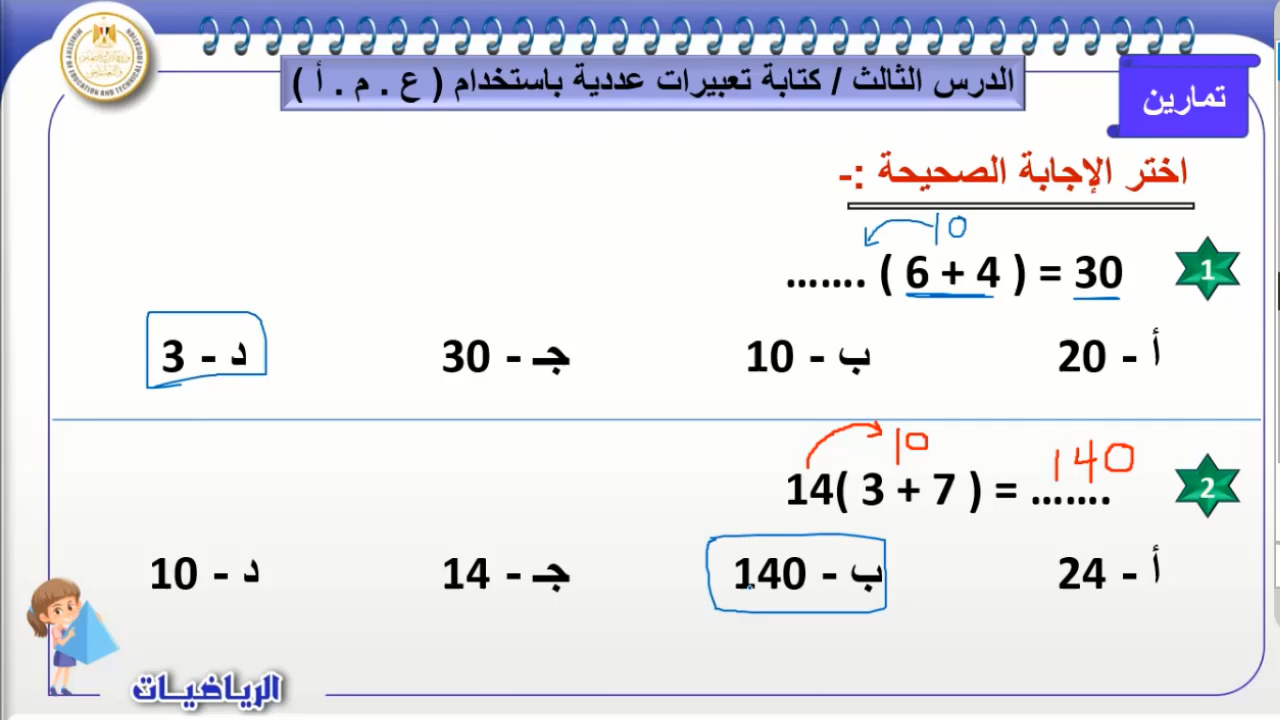 الدرس الثالث / كتابة تعبيرات عددية باستخدام ( ع . م . أ )
تمارين
اختر الإجابة الصحيحة :-
10
1
……. ( 6 + 4 ) = 30
أ - 20
ب - 10
جـ - 30
د - 3
10
140
2
14( 3 + 7 ) = …….
أ - 24
ب - 140
جـ - 14
د - 10
الرياضيات